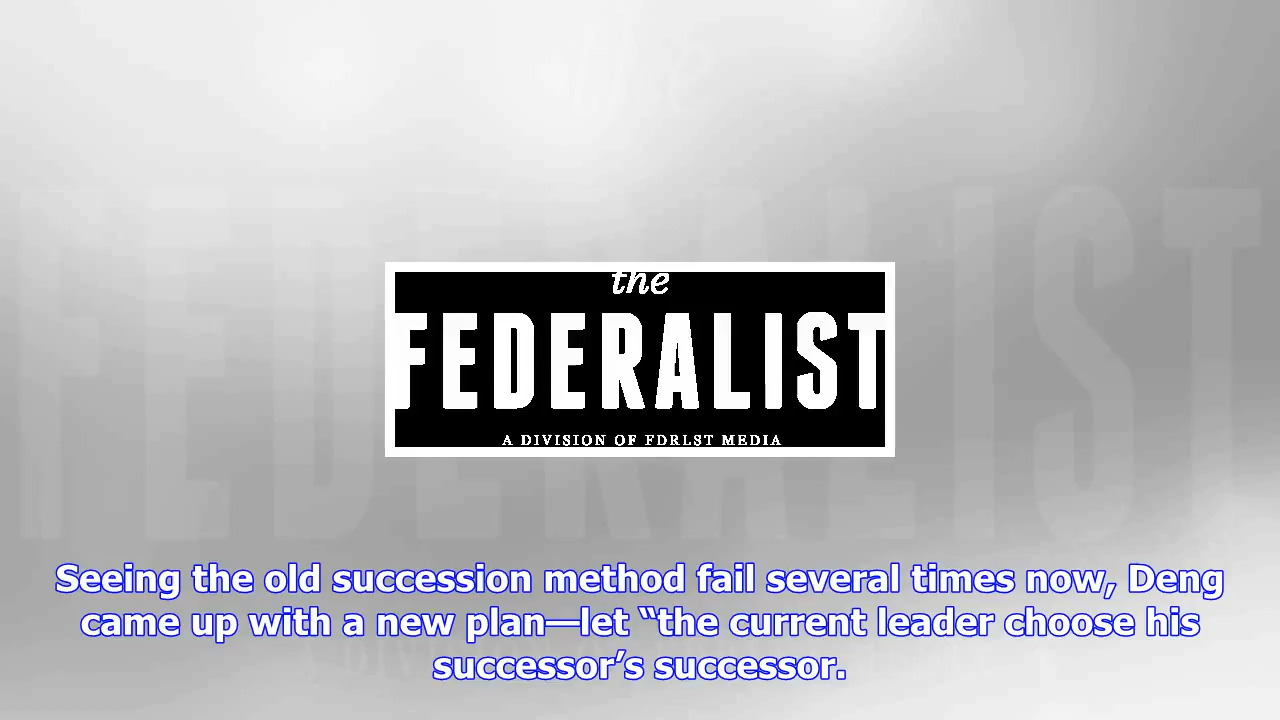 the
FEDERALIST
A DIVISION OF FDRLST MEDIA
Seeing the old succession method fail several times now, Deng
came up with a new plan—let “the current leader choose his
successor’s successor.